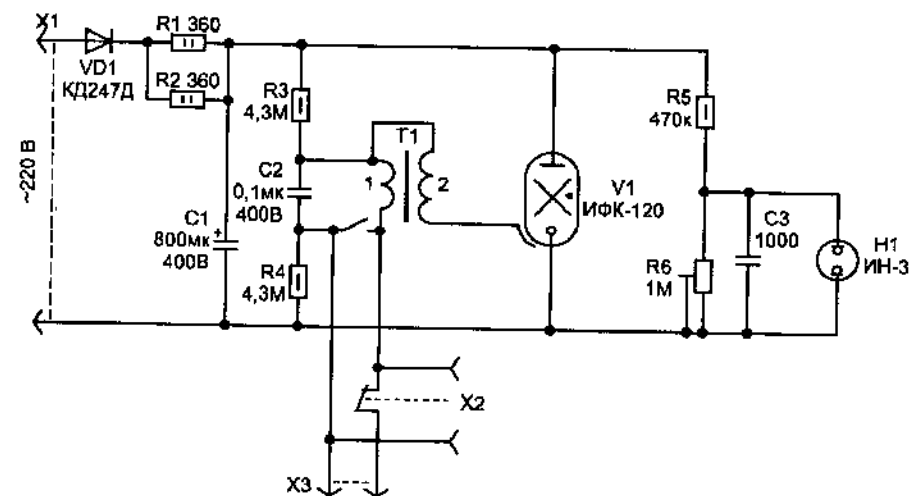 X1
R1 360
VD1
КД247Д
R2 360
~220 В
R3
4,3М
C2
0,1мк
400В
C1
+
800мк
400В
R4
4,3М
T1
1
2
V1
ИФК-120
R5
470к
R6
1М
C3
1000
H1
ИН-3
X2
X3